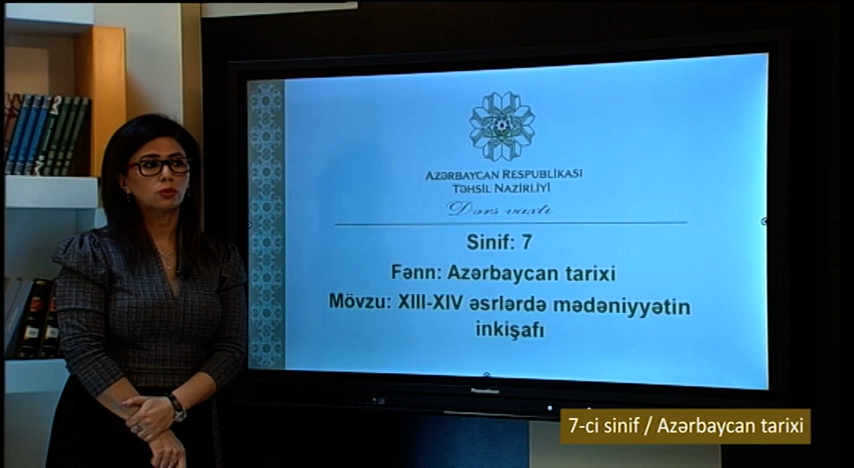 AZƏRBAYCAN RESPUBLİKASI
TƏHSİL NAZİRLİYİ
Dərs vaxtı
Sinif: 7
Fənn: Azərbaycan tarixi
Mövzu: XIII-XIV əsrlərdə mədəniyyətin
inkişafı
Promethean
7-ci sinif / Azərbaycan tarixi